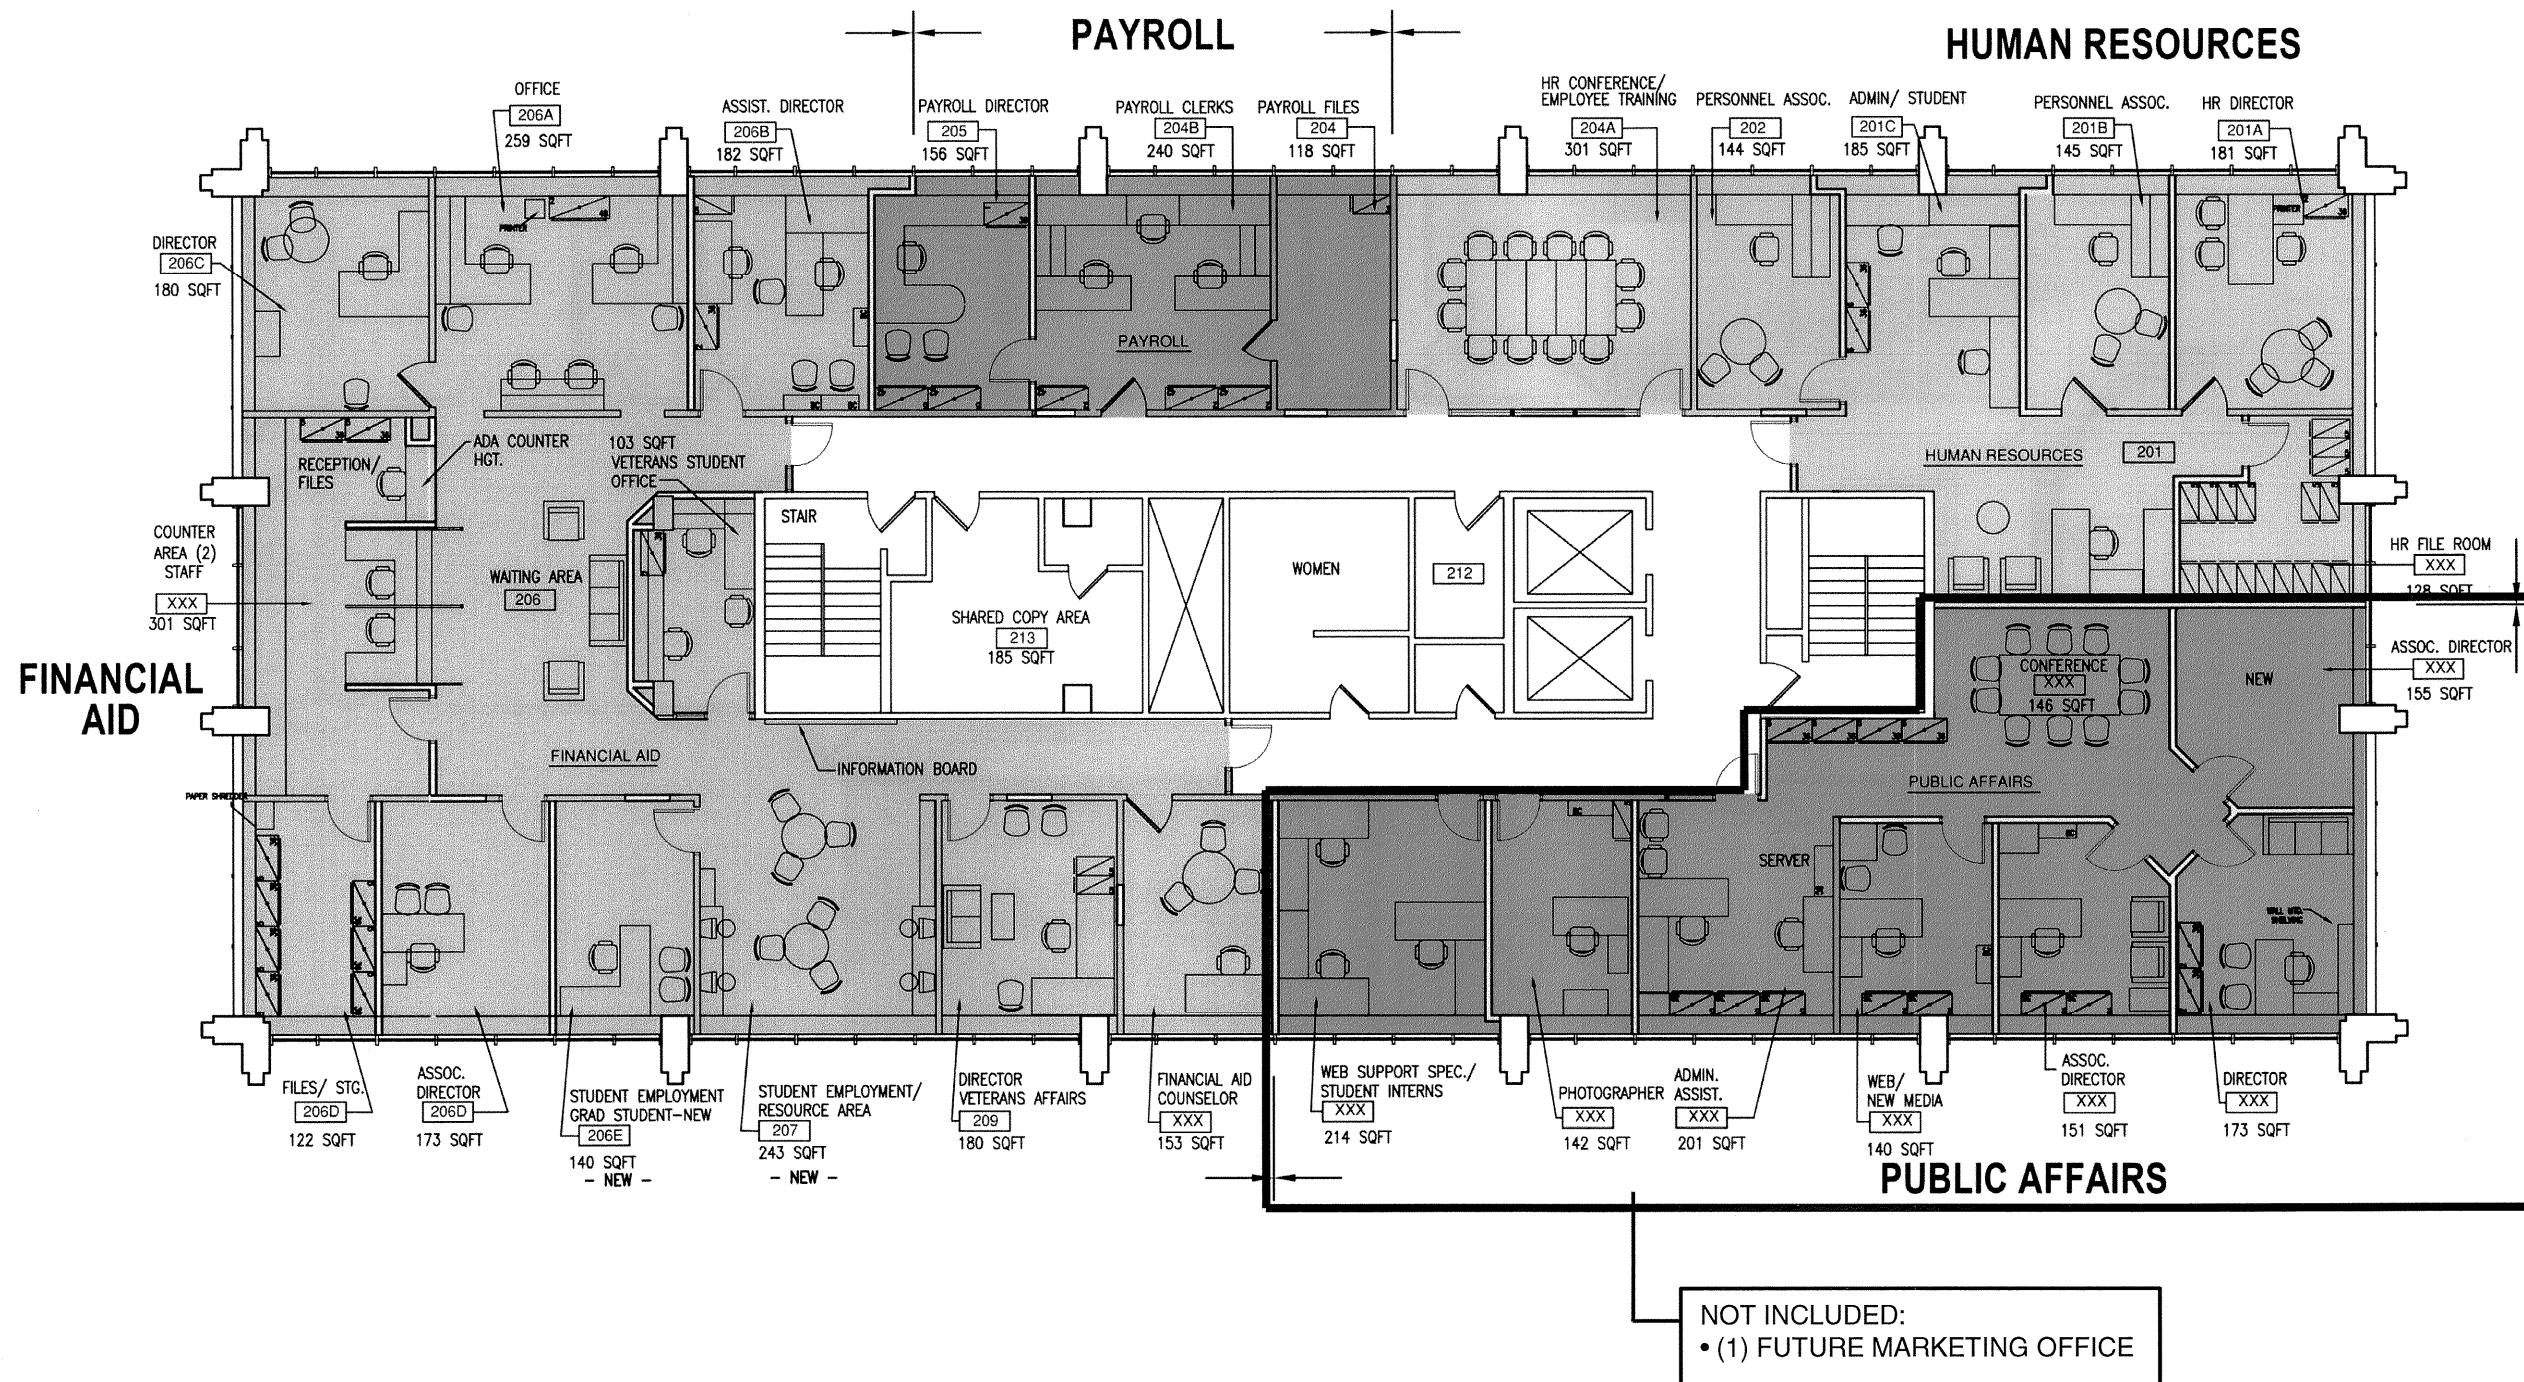 PAYROLL
HUMAN RESOURCES
OFFICE
206A
259 SQFT
ASSIST. DIRECTOR
206B
182 SQFT
PAYROLL DIRECTOR
205
156 SQFT
PAYROLL CLERKS
204B
240 SQFT
PAYROLL FILES
204
118 SQFT
HR CONFERENCE/
EMPLOYEE TRAINING
204A
301 SQFT
PERSONNEL ASSOC.
202
144 SQFT
ADMIN/ STUDENT
201C
185 SQFT
PERSONNEL ASSOC.
201B
145 SQFT
HR DIRECTOR
201A
181 SQFT
PRINTER
PRINTER
DIRECTOR
206C
180 SQFT
PAYROLL
ADA COUNTER
HGT.
RECEPTION/
FILES
103 SQFT
VETERANS STUDENT
OFFICE
HUMAN RESOURCES
201
STAIR
COUNTER
AREA (2)
STAFF
XXX
301 SQFT
WAITING AREA
206
SHARED COPY AREA
213
185 SQFT
WOMEN
212
HR FILE ROOM
XXX
128 SQFT
ASSOC. DIRECTOR
XXX
155 SQFT
CONFERENCE
XXX
146 SQFT
NEW
FINANCIAL
AID
FINANCIAL AID
INFORMATION BOARD
PUBLIC AFFAIRS
PAPER SHREDDER
SERVER
WALL MTD.
SHELVING
FILES/ STG.
206D
122 SQFT
ASSOC.
DIRECTOR
206D
173 SQFT
STUDENT EMPLOYMENT
GRAD STUDENT-NEW
206E
140 SQFT
- NEW -
STUDENT EMPLOYMENT/
RESOURCE AREA
207
243 SQFT
- NEW -
DIRECTOR
VETERANS AFFAIRS
209
180 SQFT
FINANCIAL AID
COUNSELOR
XXX
153 SQFT
WEB SUPPORT SPEC./
STUDENT INTERNS
XXX
214 SQFT
PHOTOGRAPHER
XXX
142 SQFT
ADMIN.
ASSIST.
XXX
201 SQFT
WEB/
NEW MEDIA
XXX
140 SQFT
ASSOC.
DIRECTOR
XXX
151 SQFT
DIRECTOR
XXX
173 SQFT
PUBLIC AFFAIRS
NOT INCLUDED:
• (1) FUTURE MARKETING OFFICE